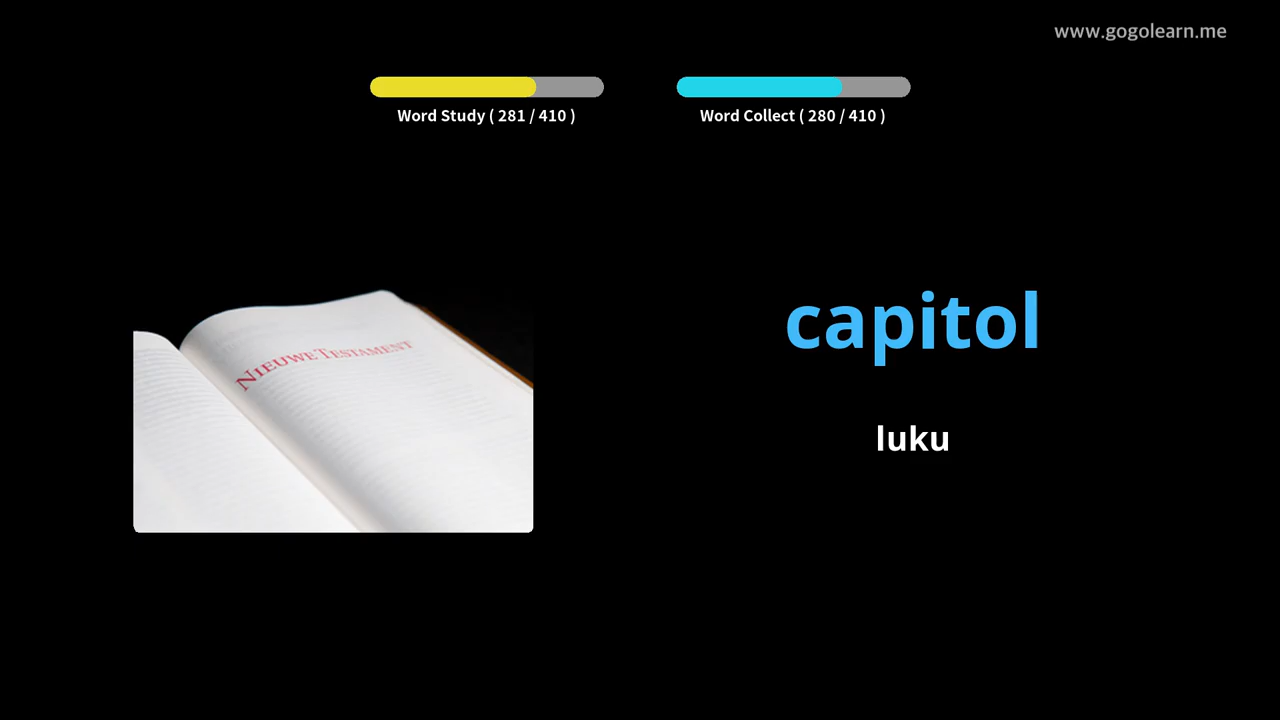 www.gogolearn.me
Word Study ( 281 / 410 )
Word Collect ( 280 / 410 )
NIEUWE TESTAMENT
capitol
luku